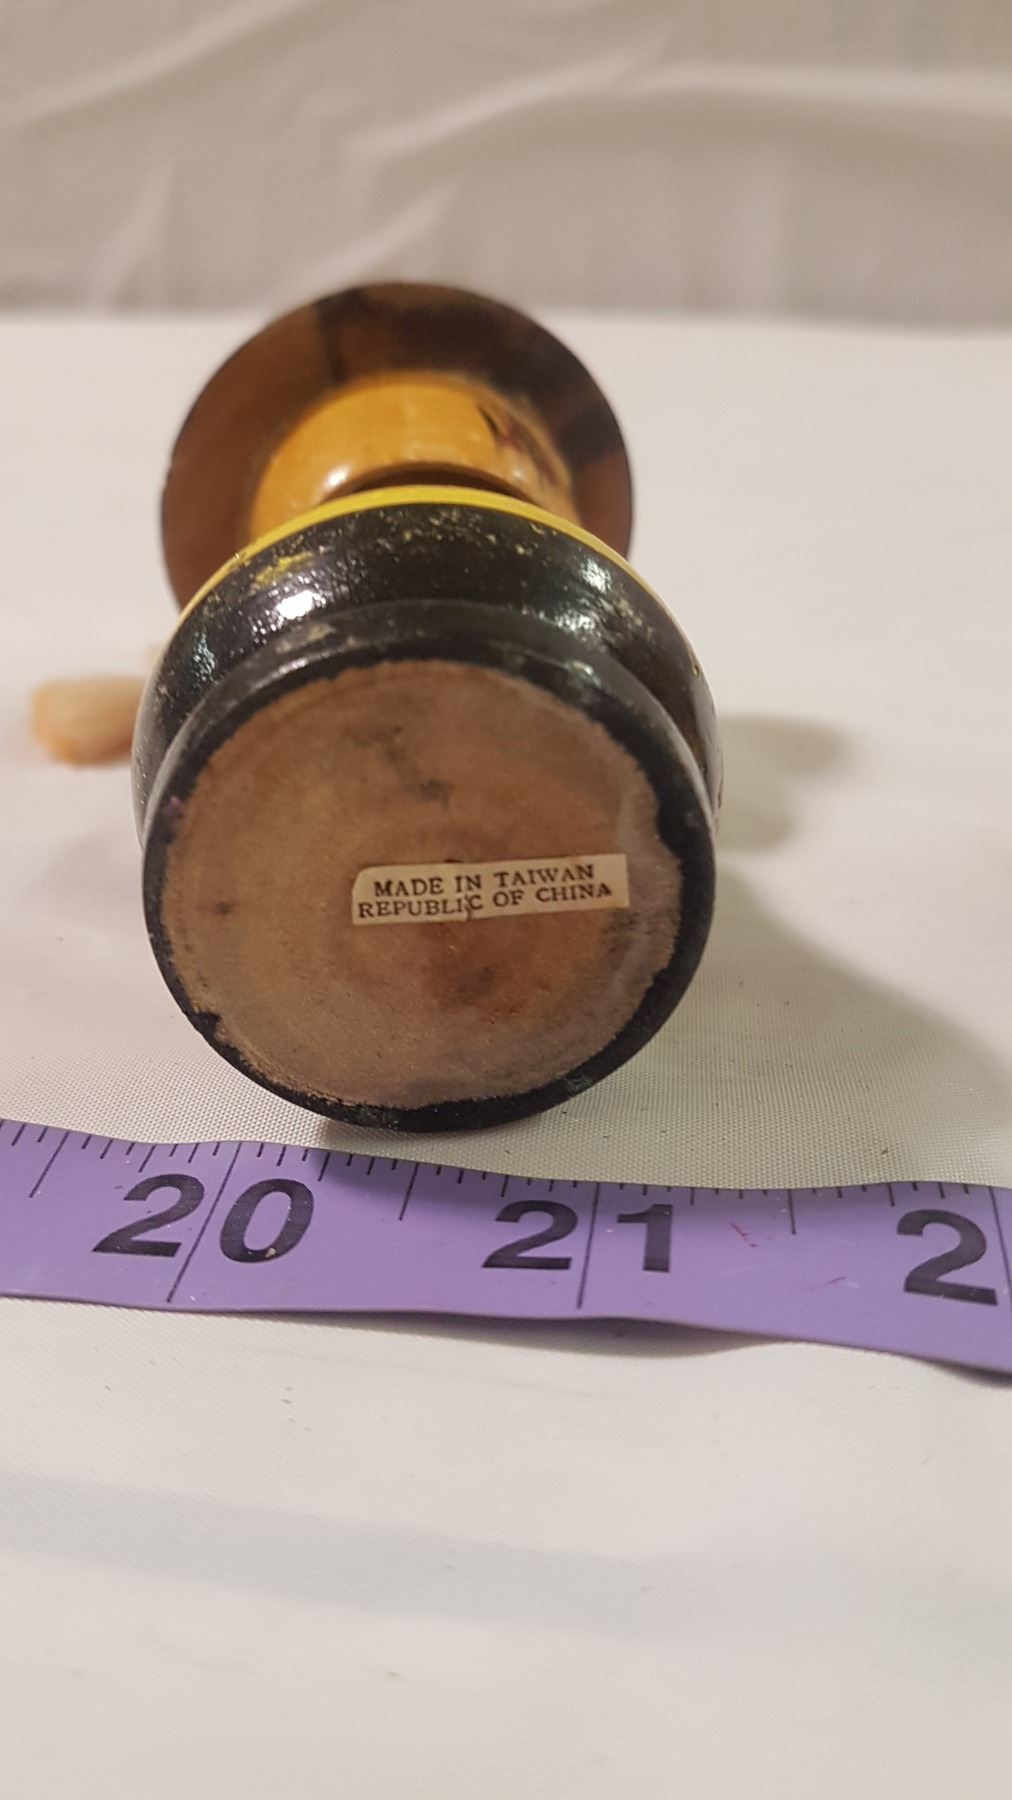 MADE IN TAIWAN
REPUBLIC OF CHINA
20 21 2